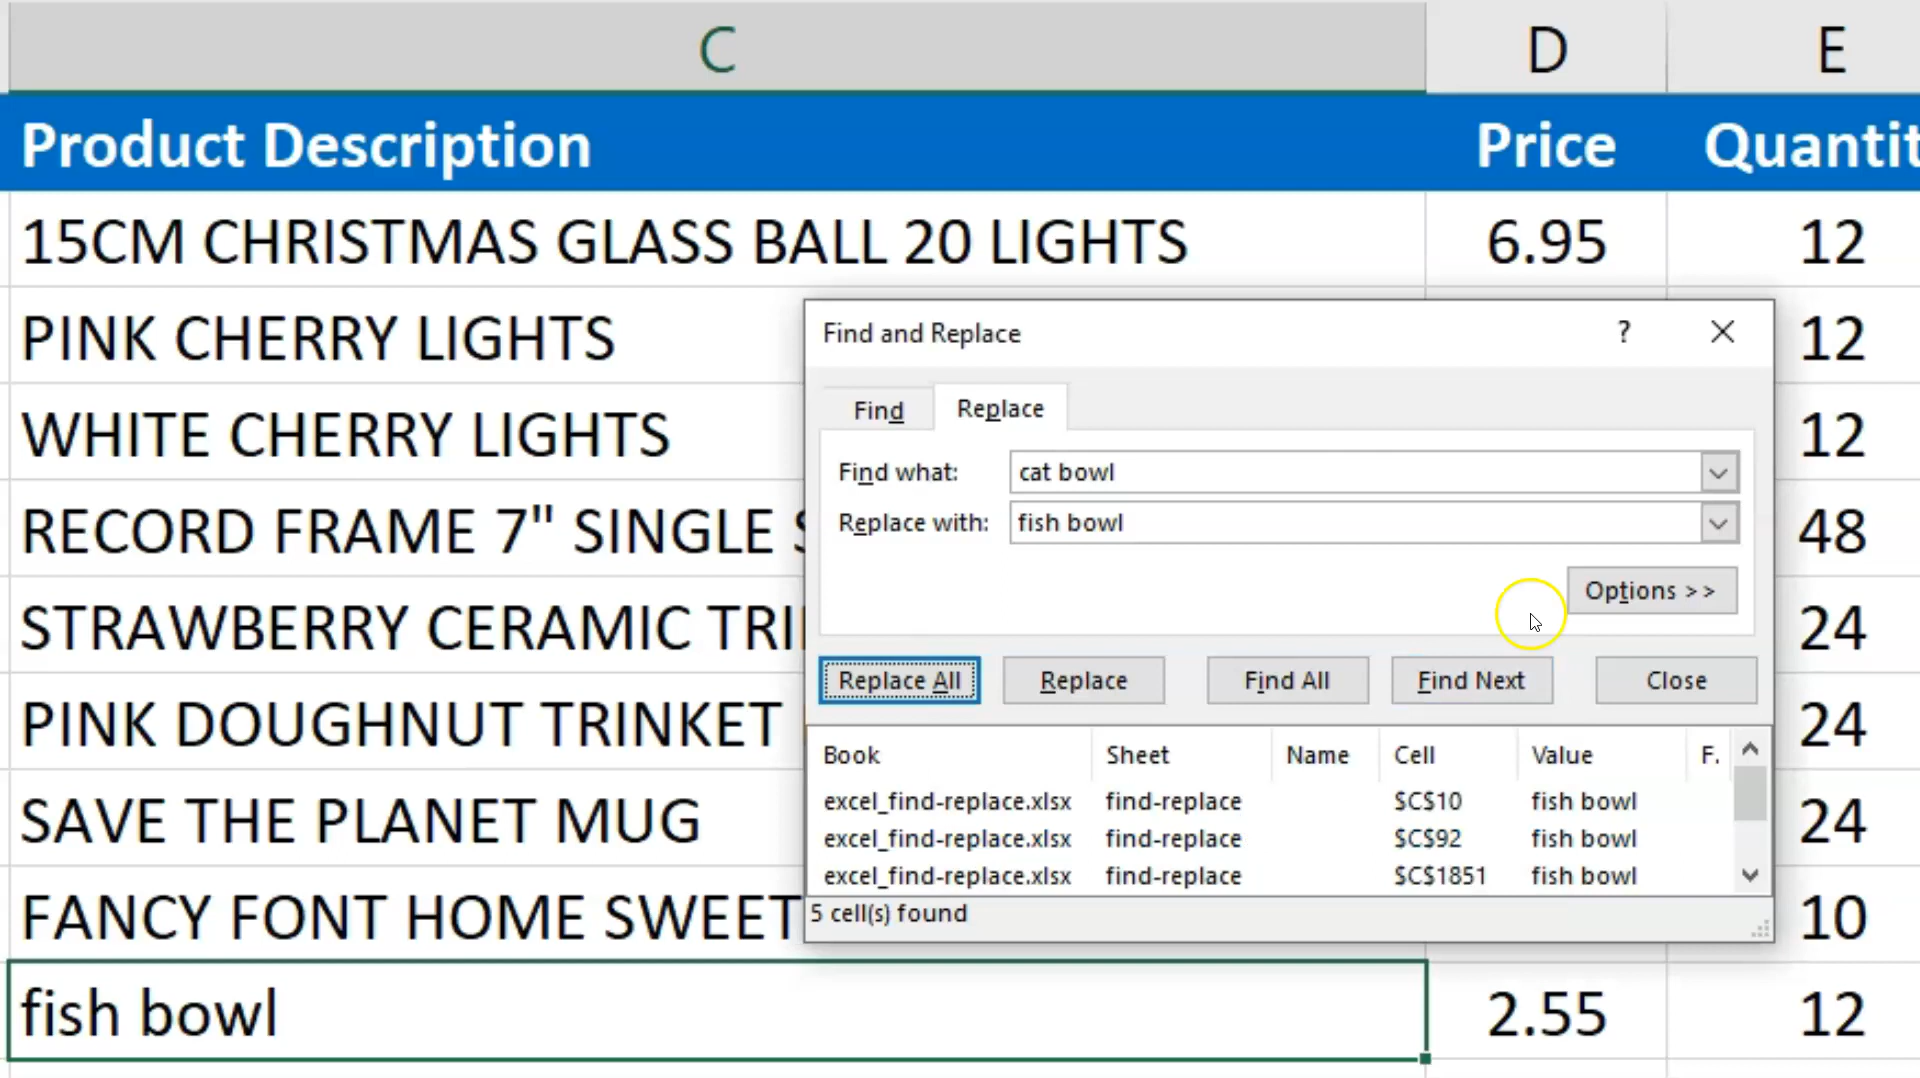 C D E
Product Description Price Quantit
15CM CHRISTMAS GLASS BALL 20 LIGHTS 6.95 12
PINK CHERRY LIGHTS 12
WHITE CHERRY LIGHTS 12
RECORD FRAME 7" SINGLE 48
STRAWBERRY CERAMIC TRI 24
PINK DOUGHNUT TRINKET 24
SAVE THE PLANET MUG 24
FANCY FONT HOME SWEET 10
fish bowl 2.55 12
Find and Replace ?
Find Replace
Find what: cat bowl
Replace with: fish bowl
Options >>
Replace All Replace Find All Find Next Close
Book Sheet Name Cell Value F.
excel_find-replace.xlsx find-replace $C$10 fish bowl
excel_find-replace.xlsx find-replace $C$92 fish bowl
excel_find-replace.xlsx find-replace $C$1851 fish bowl
5 cell(s) found